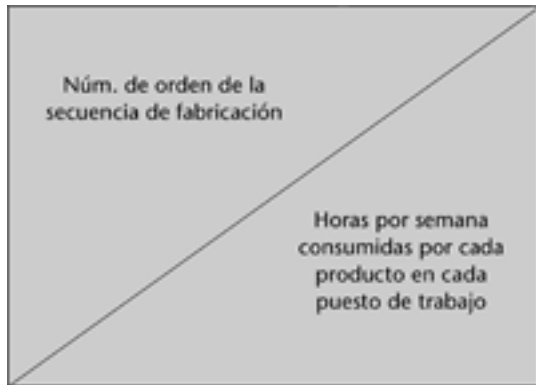 Núm. de orden de la
secuencia de fabricación
Horas por semana
consumidas por cada
producto en cada
puesto de trabajo